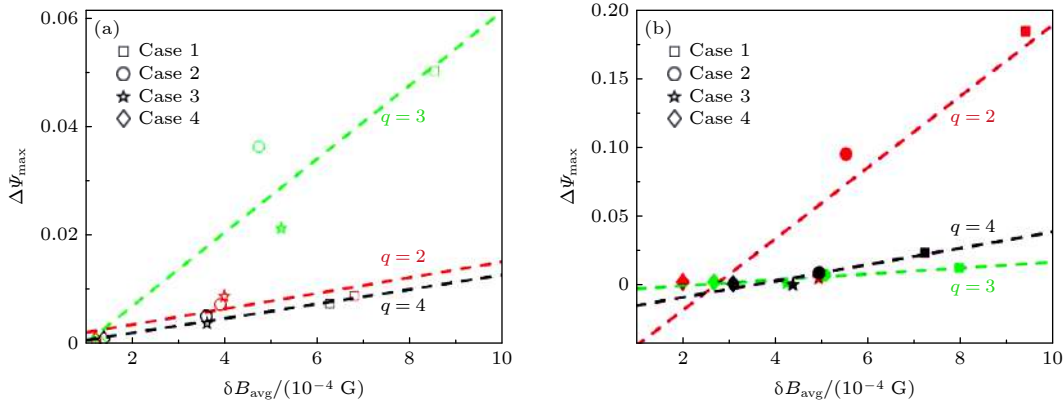 (a)
Case 1
Case 2
Case 3
Case 4
q = 3
q = 2
q = 4
0.06
0.04
0.02
0
ΔΨmax
2 4 6 8 10
δBavg/(10⁻⁴ G)
(b)
Case 1
Case 2
Case 3
Case 4
q = 2
q = 4
q = 3
0.20
0.15
0.10
0.05
0
ΔΨmax
2 4 6 8 10
δBavg/(10⁻⁴ G)